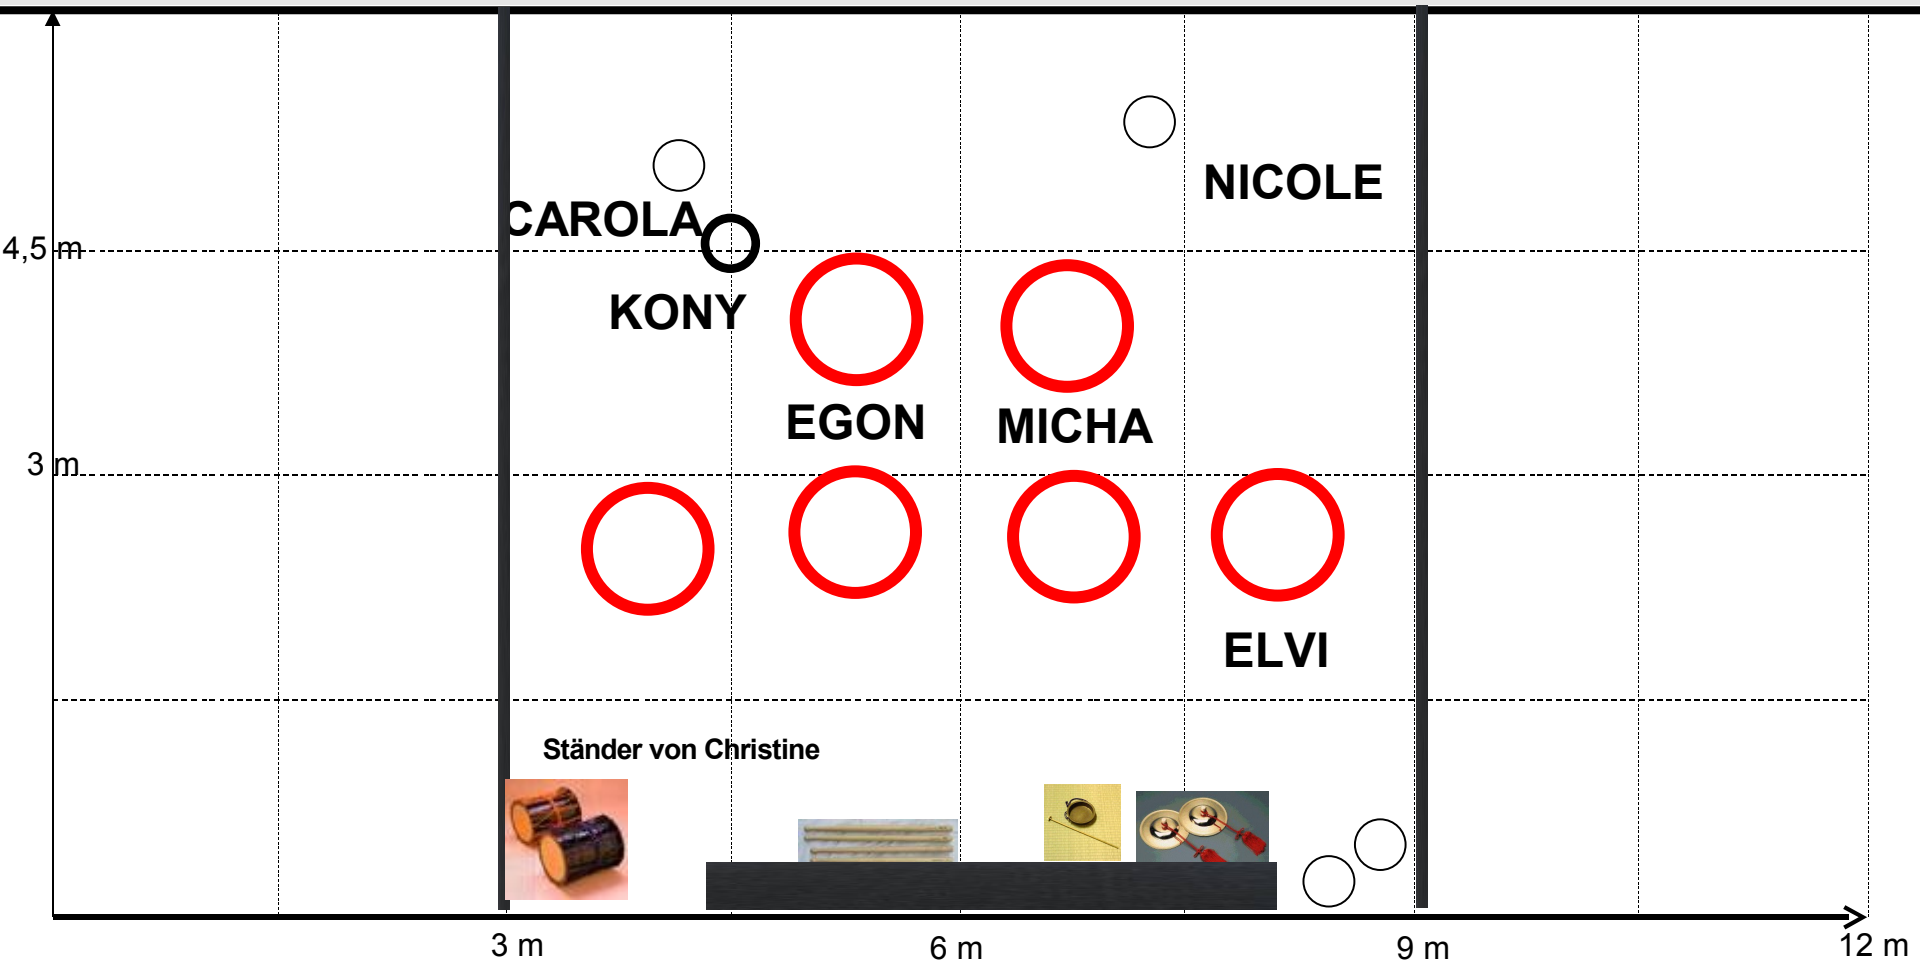 NICOLE
CAROLA
4,5 m
KONY
EGON
MICHA
3 m
ELVI
Ständer von Christine
3 m
6 m
9 m
12 m